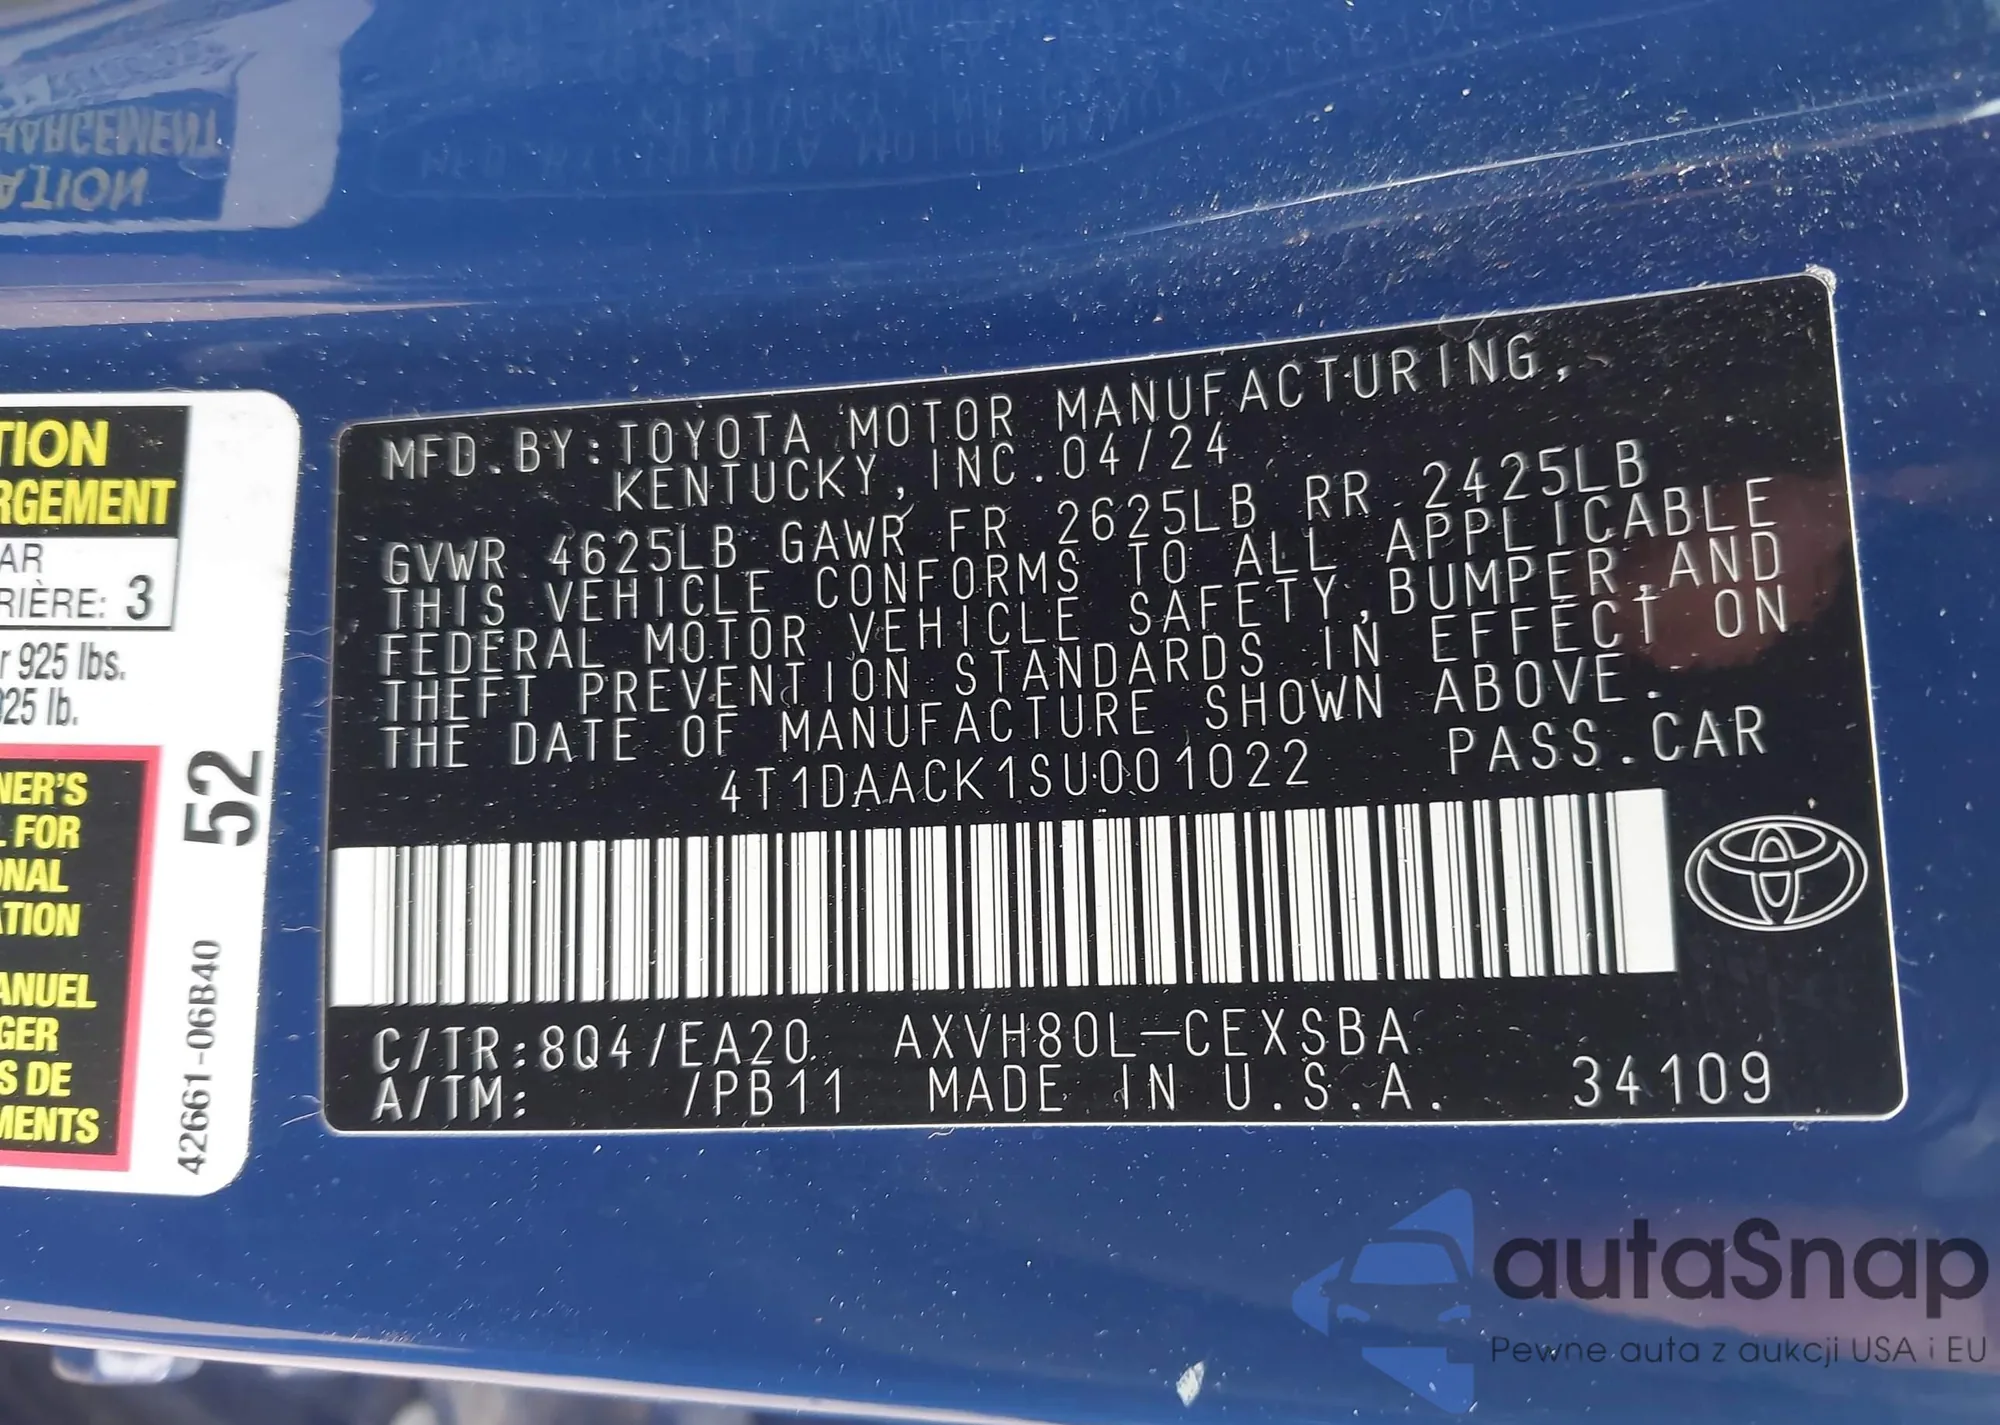 TION
RGEMENT
AR
RIÈRE: 3
r 925 lbs.
925 lb.
NER'S
L FOR
ONAL
ATION
ANUEL
GER
S DE
MENTS
52
42661-06B40
MFD.BY:TOYOTA MOTOR MANUFACTURING,
KENTUCKY, INC.04/24
GVWR 4625LB GAWR FR 2625LB RR 2425LB
THIS VEHICLE CONFORMS TO ALL APPLICABLE
FEDERAL MOTOR VEHICLE SAFETY,BUMPER,AND
THEFT PREVENTION STANDARDS IN EFFECT ON
THE DATE OF MANUFACTURE SHOWN ABOVE.
4T1DAACK1SU001022 PASS.CAR
C/TR:8Q4/EA20 AXVH80L-CEXSBA
A/TM: /PB11 MADE IN U.S.A. 34109
autaSnap
Pewne auta z aukcji USA i EU